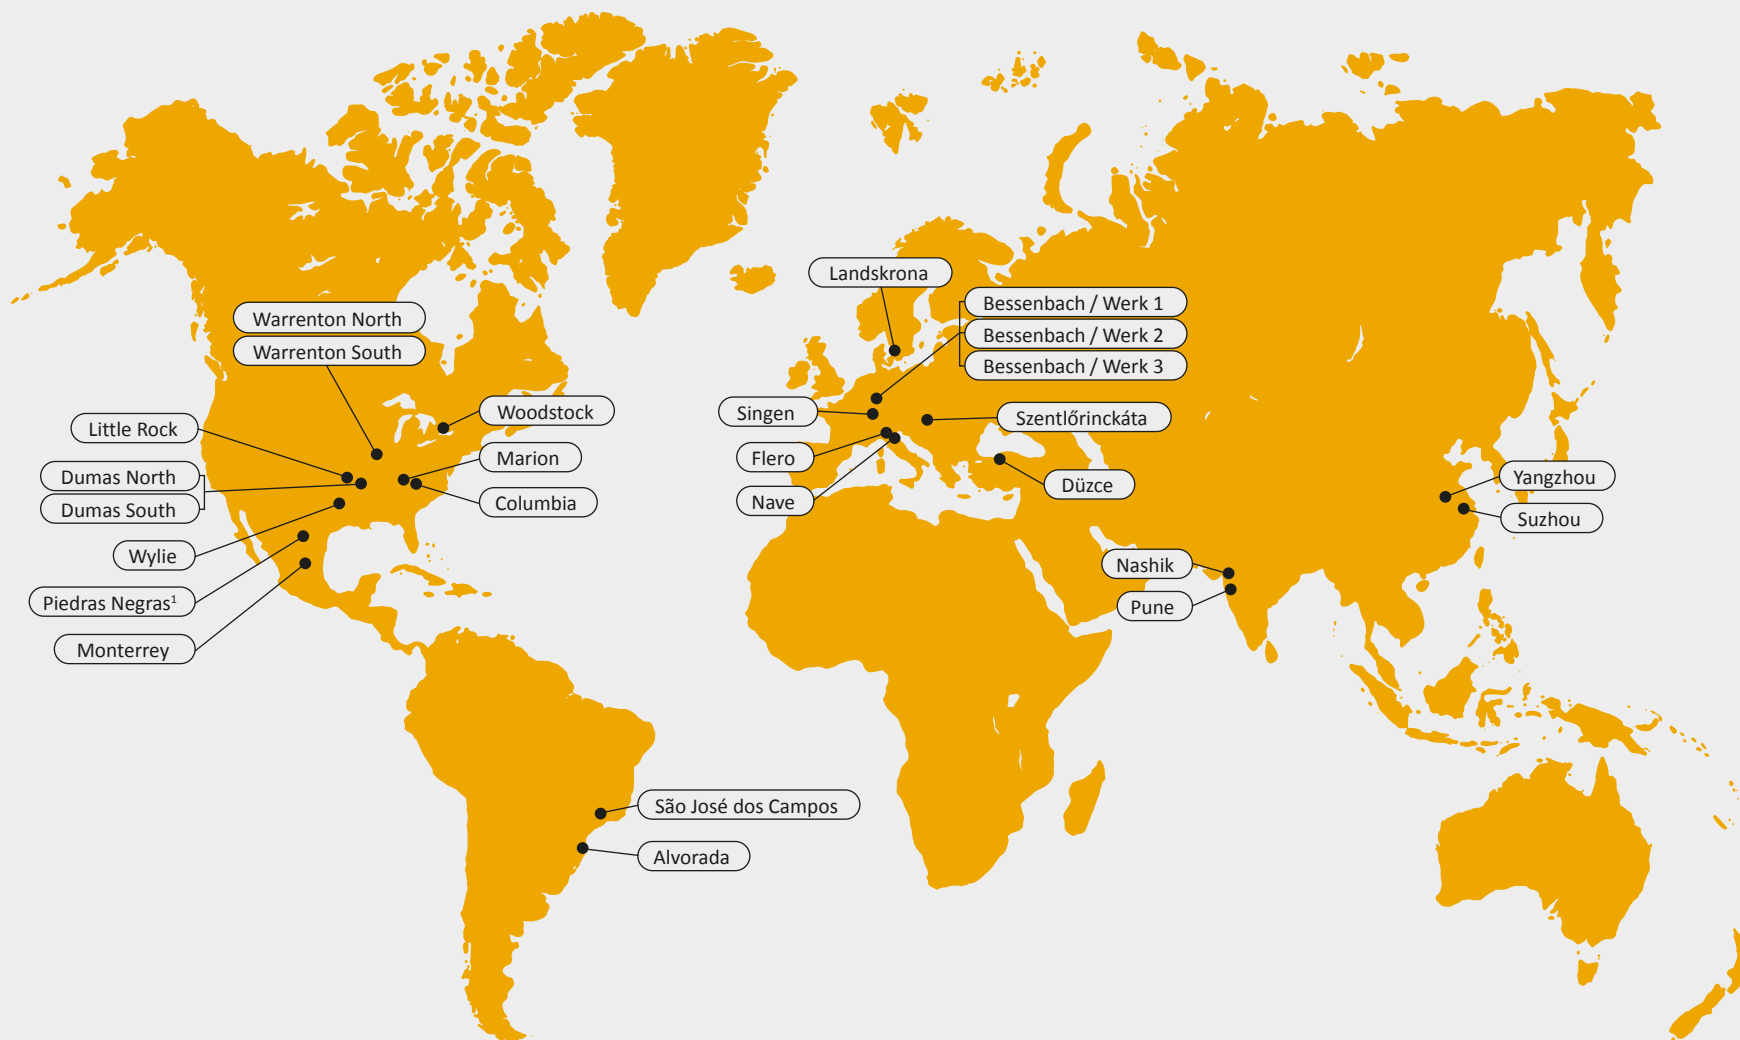 Landskrona
Bessenbach / Werk 1
Bessenbach / Werk 2
Bessenbach / Werk 3
Warrenton North
Warrenton South
Woodstock
Singen
Szentlőrinckáta
Little Rock
Marion
Flero
Dumas North
Dumas South
Columbia
Nave
Düzce
Yangzhou
Suzhou
Wylie
Nashik
Pune
Piedras Negras¹
Monterrey
São José dos Campos
Alvorada